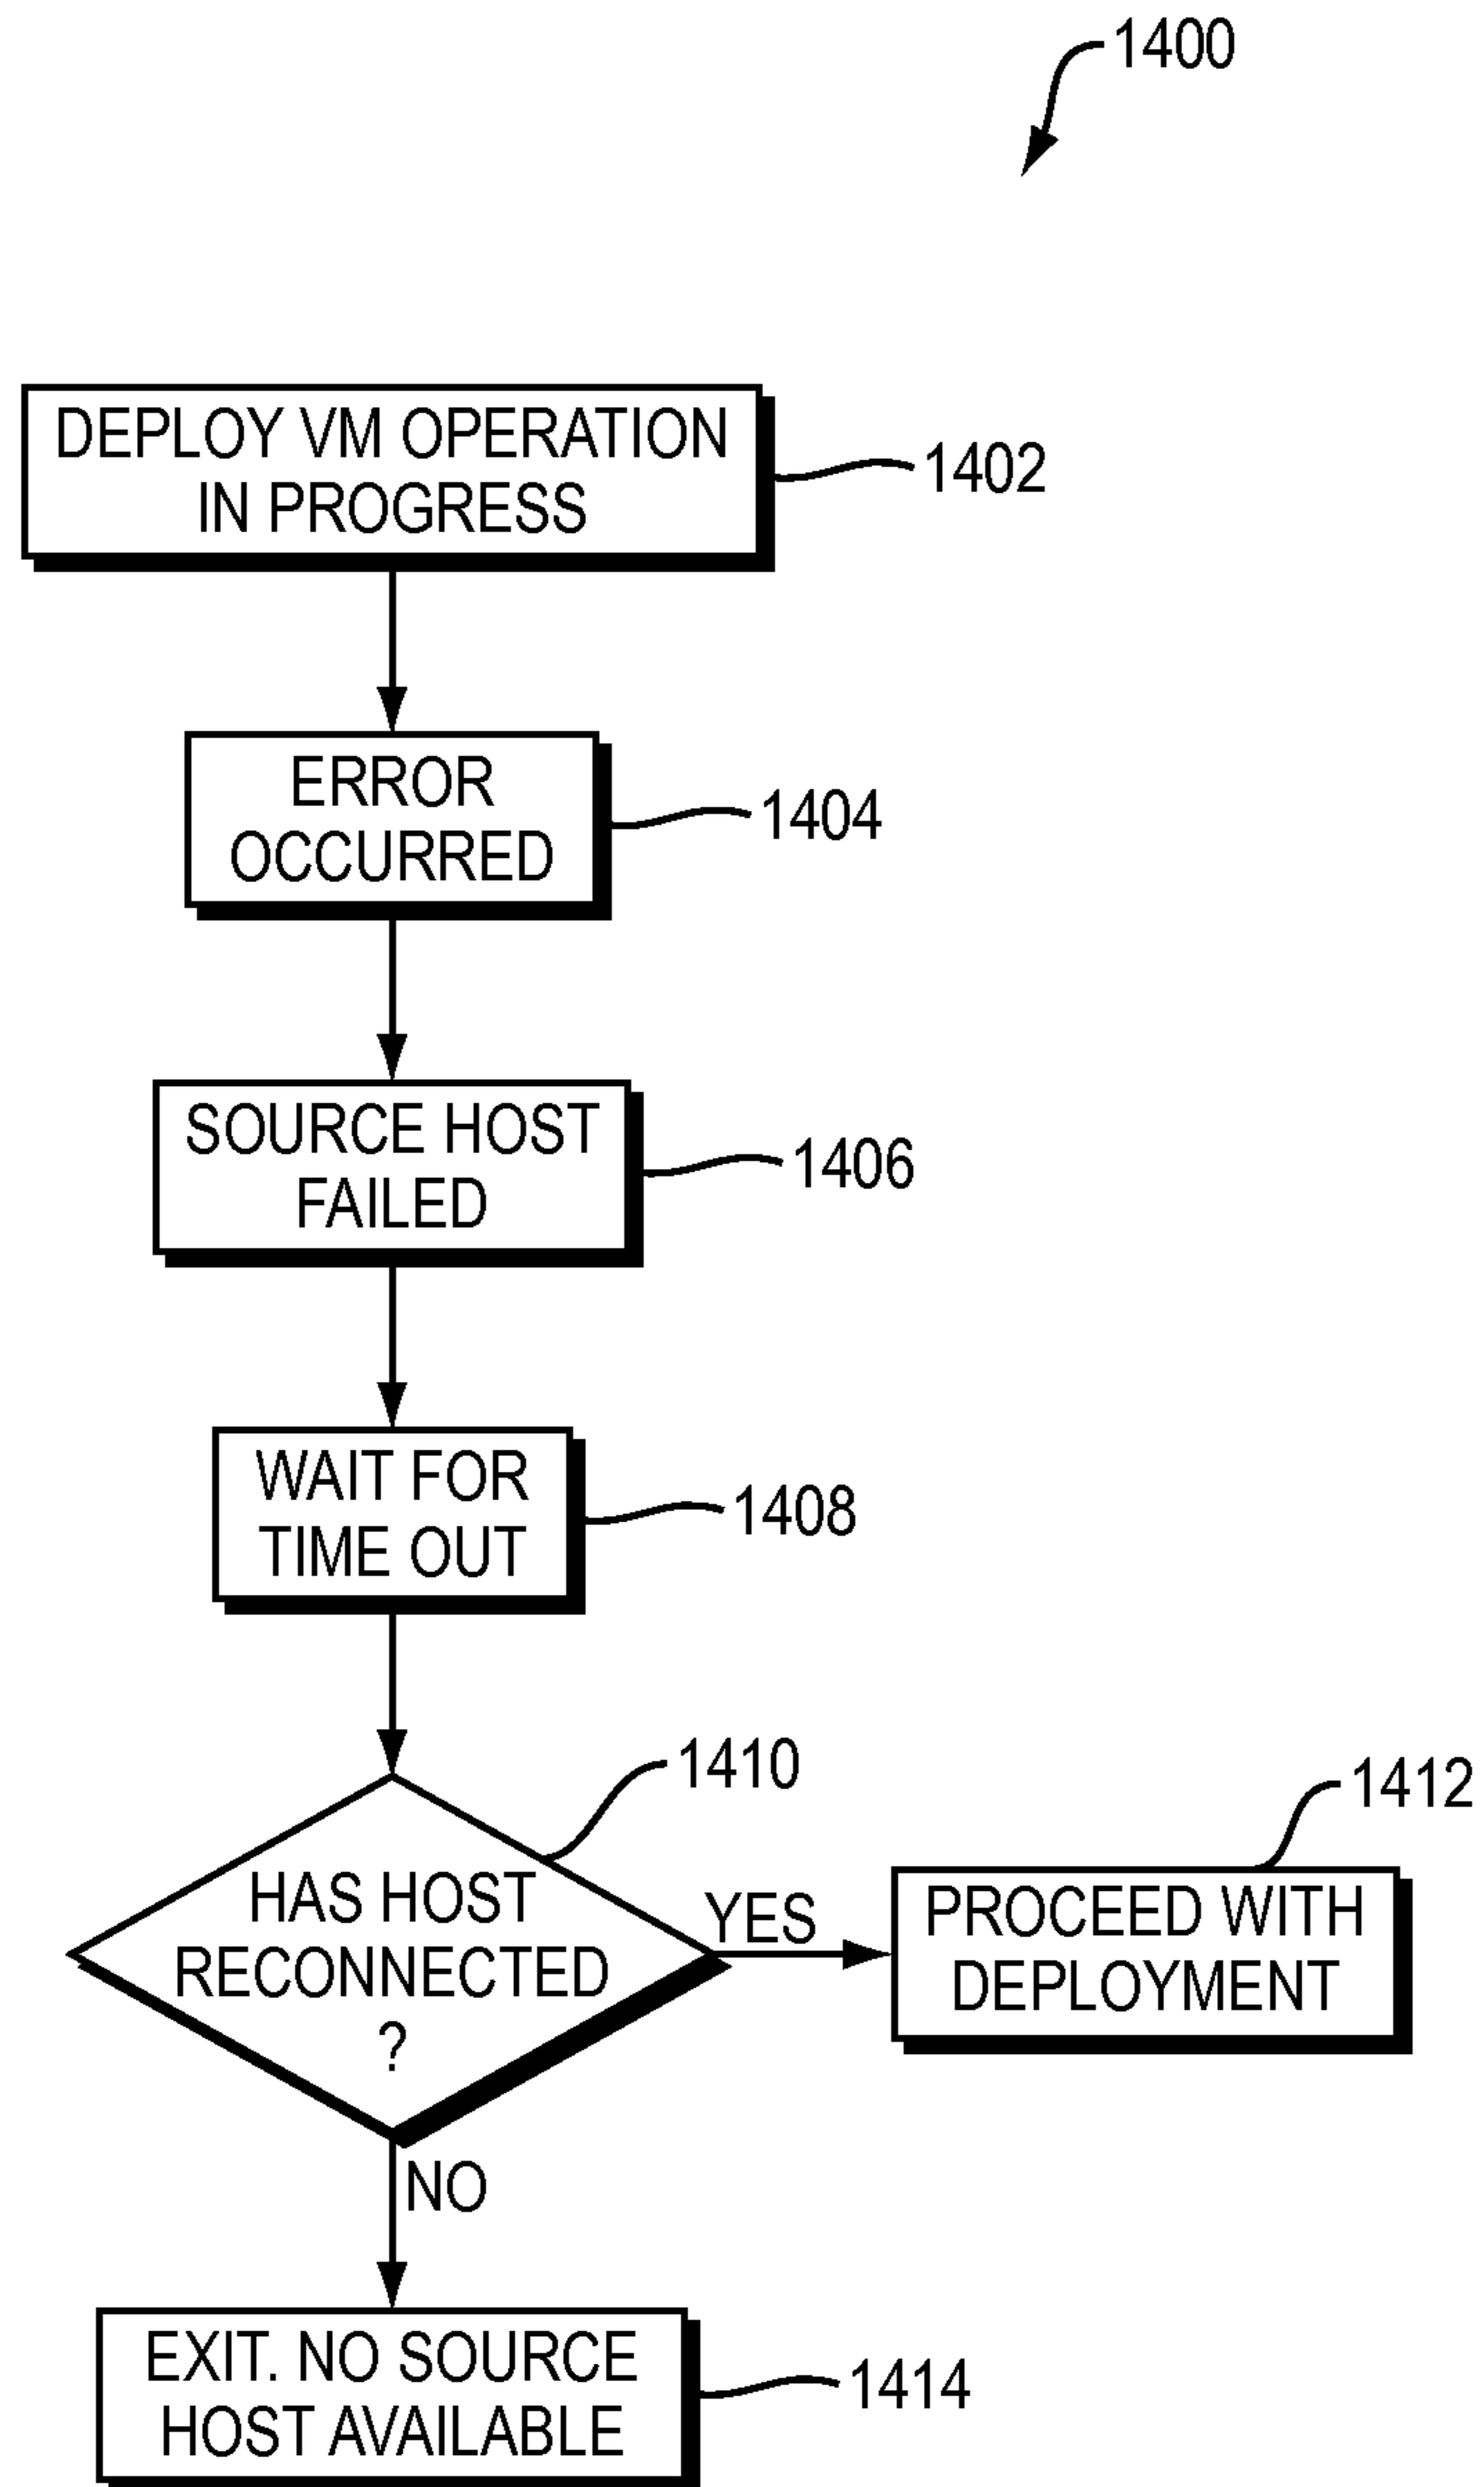 1400
DEPLOY VM OPERATION
IN PROGRESS
1402
ERROR
OCCURRED
1404
SOURCE HOST
FAILED
1406
WAIT FOR
TIME OUT
1408
1410
HAS HOST
RECONNECTED
?
YES
1412
PROCEED WITH
DEPLOYMENT
NO
EXIT. NO SOURCE
HOST AVAILABLE
1414